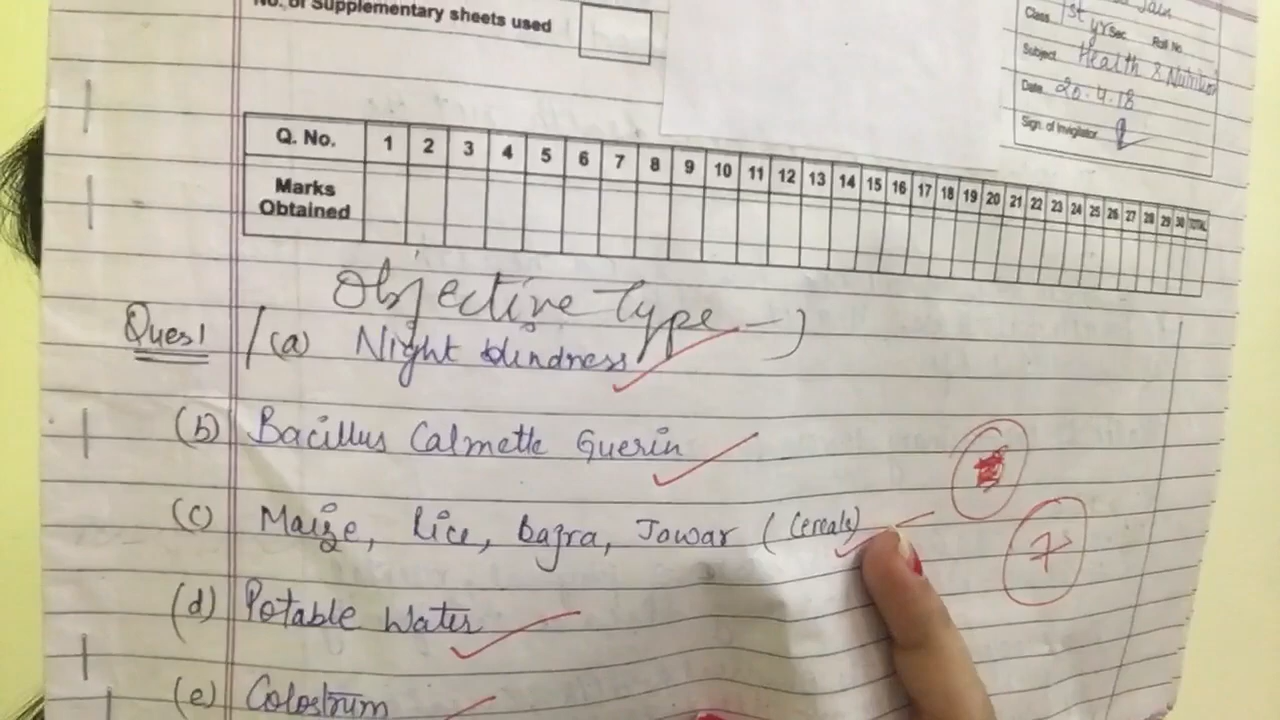 No. of Supplementary sheets used
Jain
Class 1st yr Sec. Roll No.
Subject Health & Nutrition
Date 20.4.18
Sign. of Invigilator
Q. No. 1 2 3 4 5 6 7 8 9 10 11 12 13 14 15 16 17 18 19 20 21 22 23 24 25 26 27 28 29 30 TOTAL
Marks Obtained
Objective Type -)
Ques1 (a) Night blindness
(b) Bacillus Calmette Guerin
(c) Maize, Rice, Bajra, Jowar (Cereals)
7
(d) Potable Water
(e) Colostrum